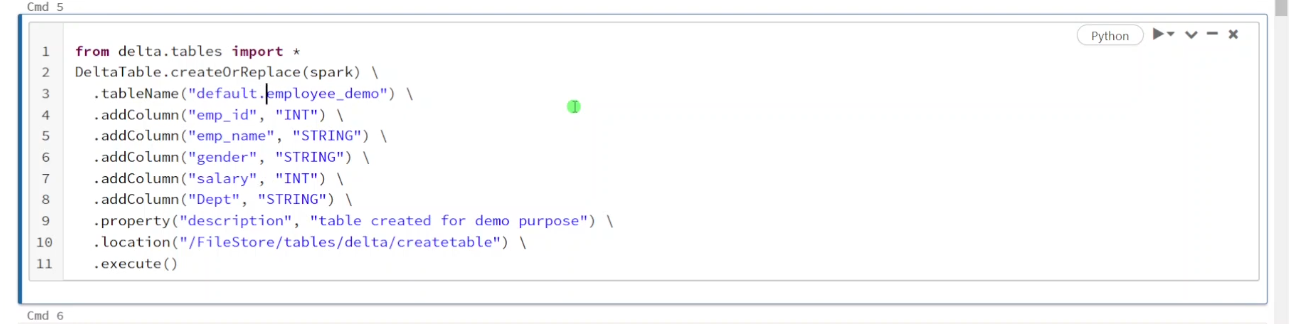 Cmd 5
Python
1 from delta.tables import *
2 DeltaTable.createOrReplace(spark) \
3 .tableName("default.employee_demo") \
4 .addColumn("emp_id", "INT") \
5 .addColumn("emp_name", "STRING") \
6 .addColumn("gender", "STRING") \
7 .addColumn("salary", "INT") \
8 .addColumn("Dept", "STRING") \
9 .property("description", "table created for demo purpose") \
10 .location("/FileStore/tables/delta/createtable") \
11 .execute()
Cmd 6